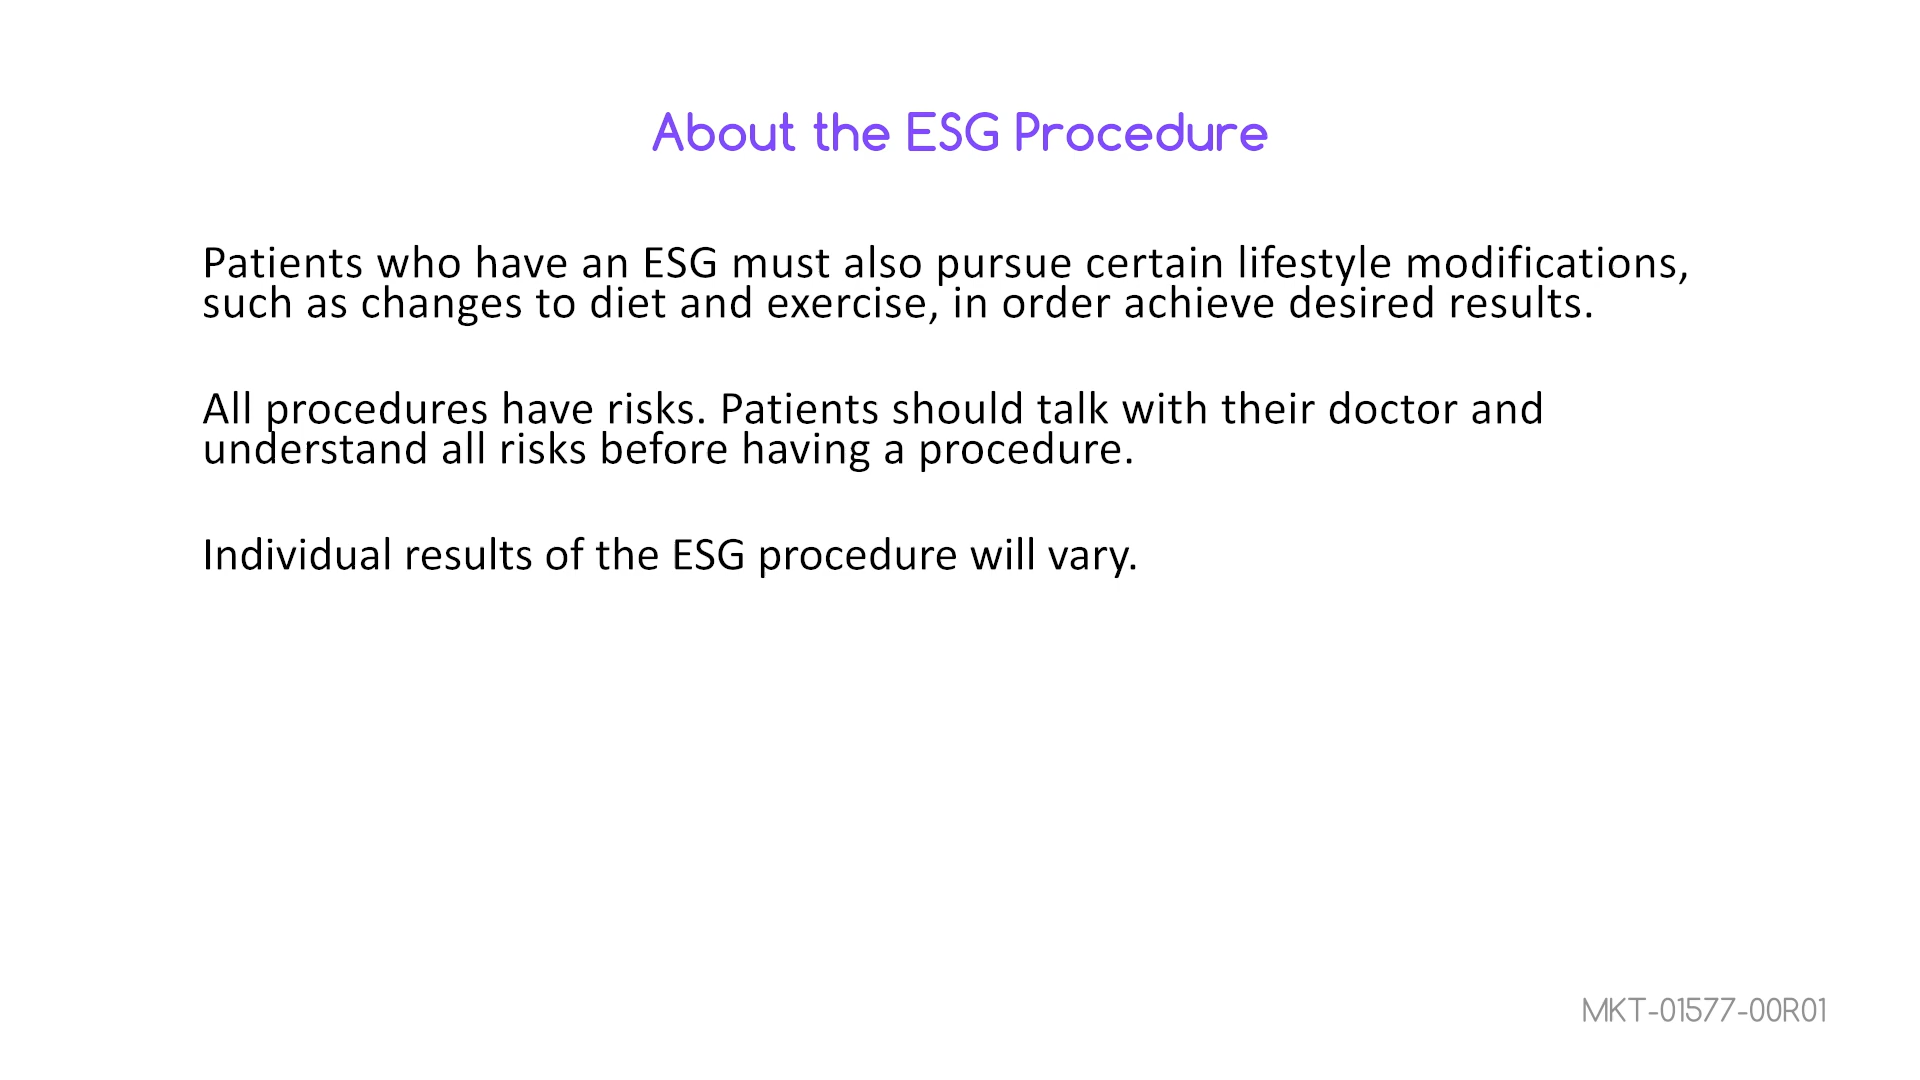 About the ESG Procedure
Patients who have an ESG must also pursue certain lifestyle modifications,
such as changes to diet and exercise, in order achieve desired results.
All procedures have risks. Patients should talk with their doctor and
understand all risks before having a procedure.
Individual results of the ESG procedure will vary.
MKT-01577-00R01